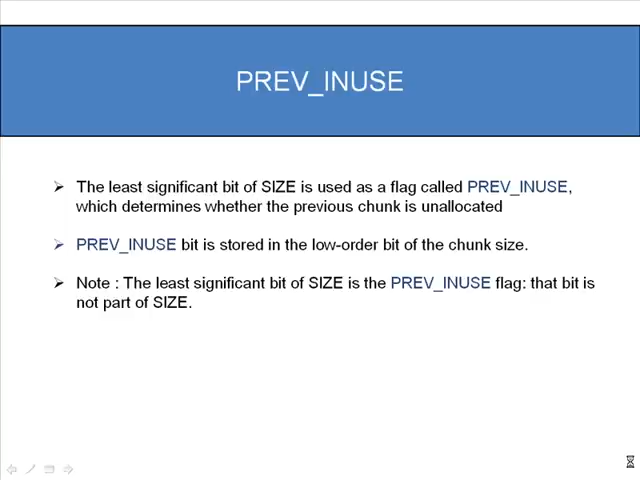 PREV_INUSE
The least significant bit of SIZE is used as a flag called PREV_INUSE,
which determines whether the previous chunk is unallocated
PREV_INUSE bit is stored in the low-order bit of the chunk size.
Note : The least significant bit of SIZE is the PREV_INUSE flag: that bit is
not part of SIZE.